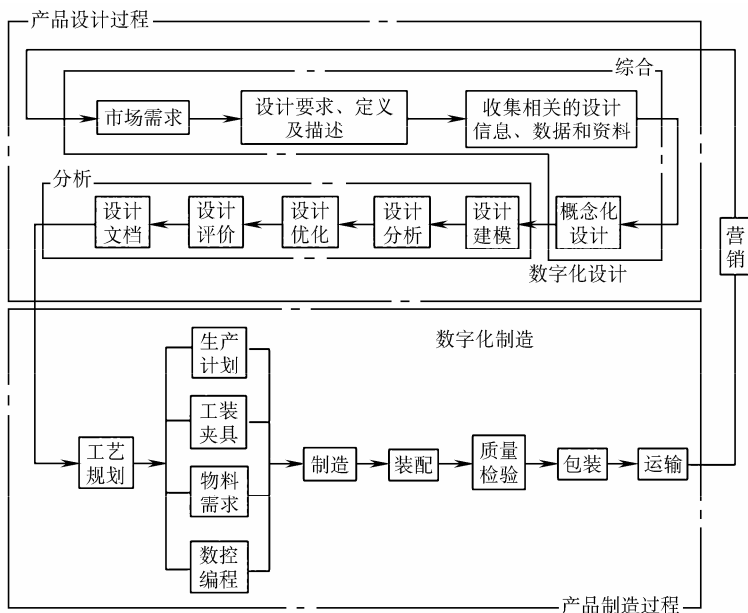 产品设计过程
综合
市场需求
设计要求、定义
及描述
收集相关的设计
信息、数据和资料
分析
设计
文档
设计
评价
设计
优化
设计
分析
设计
建模
概念化
设计
数字化设计
营
销
数字化制造
生产
计划
工装
夹具
工艺
规划
物料
需求
数控
编程
制造
装配
质量
检验
包装
运输
产品制造过程